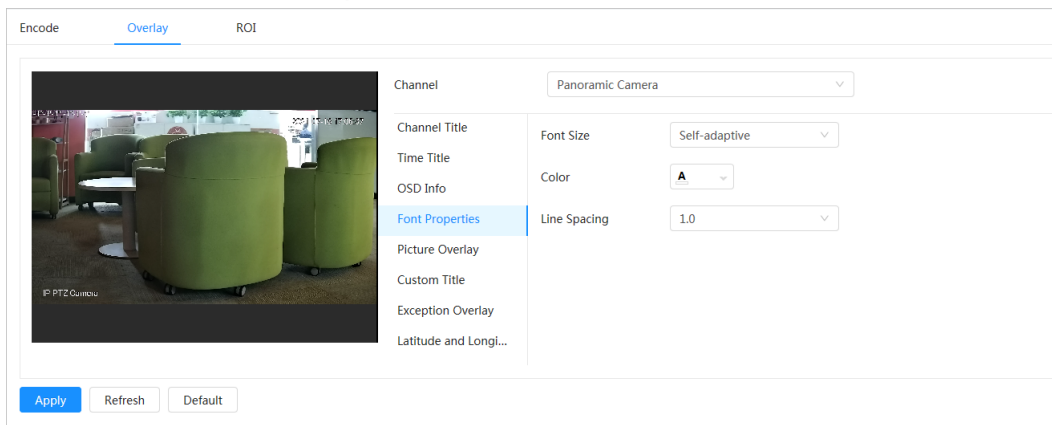 Encode Overlay ROI
Channel Panoramic Camera
Channel Title
Font Size Self-adaptive
Time Title
Color A
OSD Info
Font Properties
Line Spacing 1.0
Picture Overlay
Custom Title
IP PTZ Camera
Exception Overlay
Latitude and Longi...
Apply Refresh Default